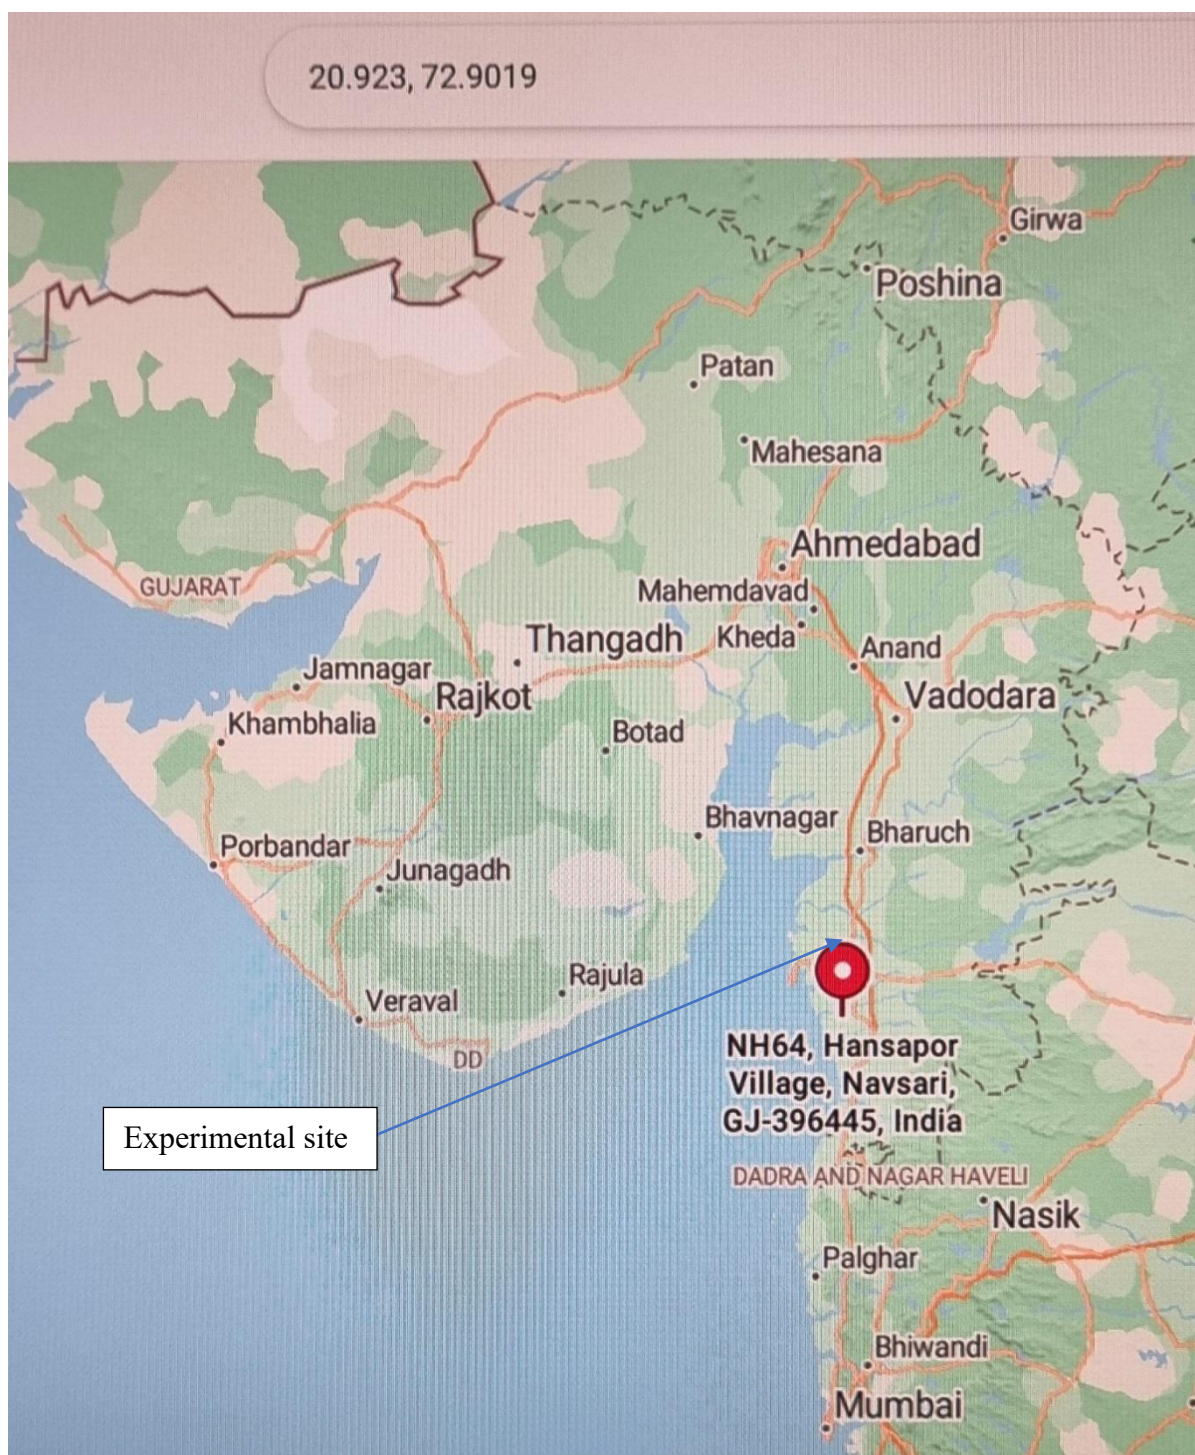 20.923, 72.9019
Girwa
Poshina
Patan
Mahesana
Ahmedabad
GUJARAT
Mahemdavad
Kheda
Thangadh
Anand
Jamnagar
Rajkot
Vadodara
Khambhalia
Botad
Bhavnagar
Bharuch
Porbandar
Junagadh
Rajula
Veraval
DD
NH64, Hansapor
Village, Navsari,
GJ-396445, India
Experimental site
DADRA AND NAGAR HAVELI
Nasik
Palghar
Bhiwandi
Mumbai